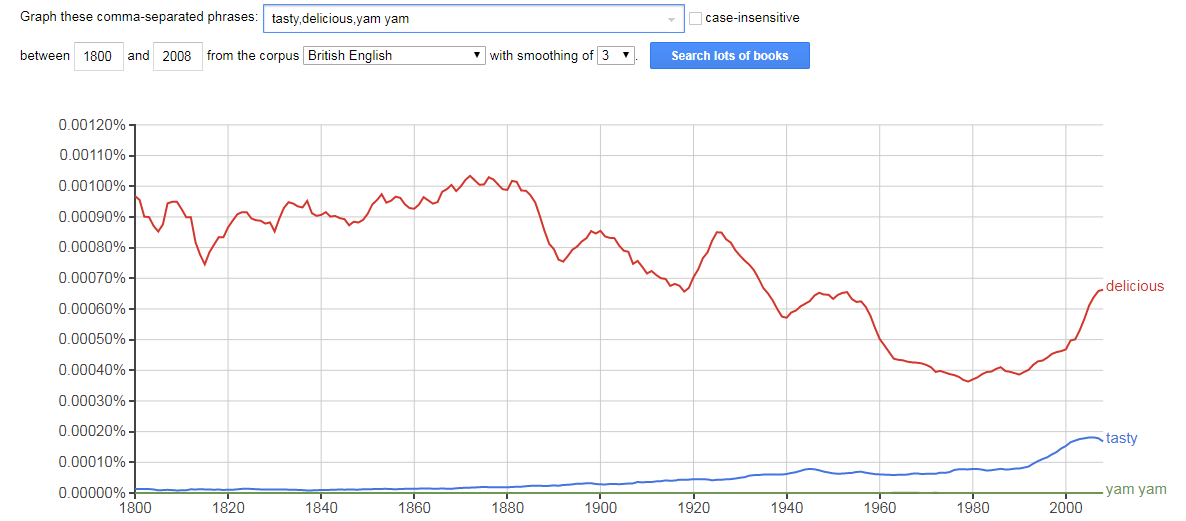 Graph these comma-separated phrases: tasty,delicious,yam yam case-insensitive
between 1800 and 2008 from the corpus British English with smoothing of 3 . Search lots of books
0.00120%
0.00110%
0.00100%
0.00090%
0.00080%
0.00070%
delicious
0.00060%
0.00050%
0.00040%
0.00030%
0.00020%
tasty
0.00010%
0.00000%
yam yam
1800 1820 1840 1860 1880 1900 1920 1940 1960 1980 2000